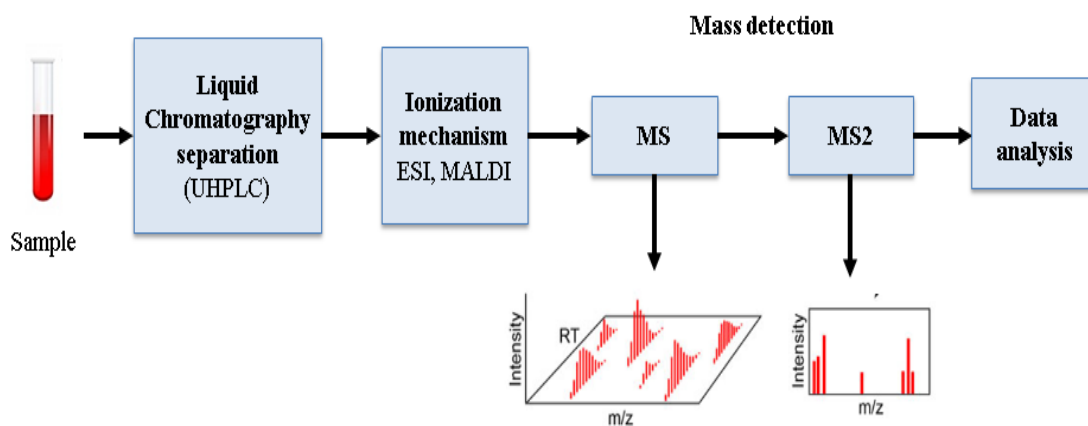 Mass detection
Sample
Liquid
Chromatography
separation
(UHPLC)
Ionization
mechanism
ESI, MALDI
MS
MS2
Data
analysis
Intensity
RT
m/z
Intensity
m/z